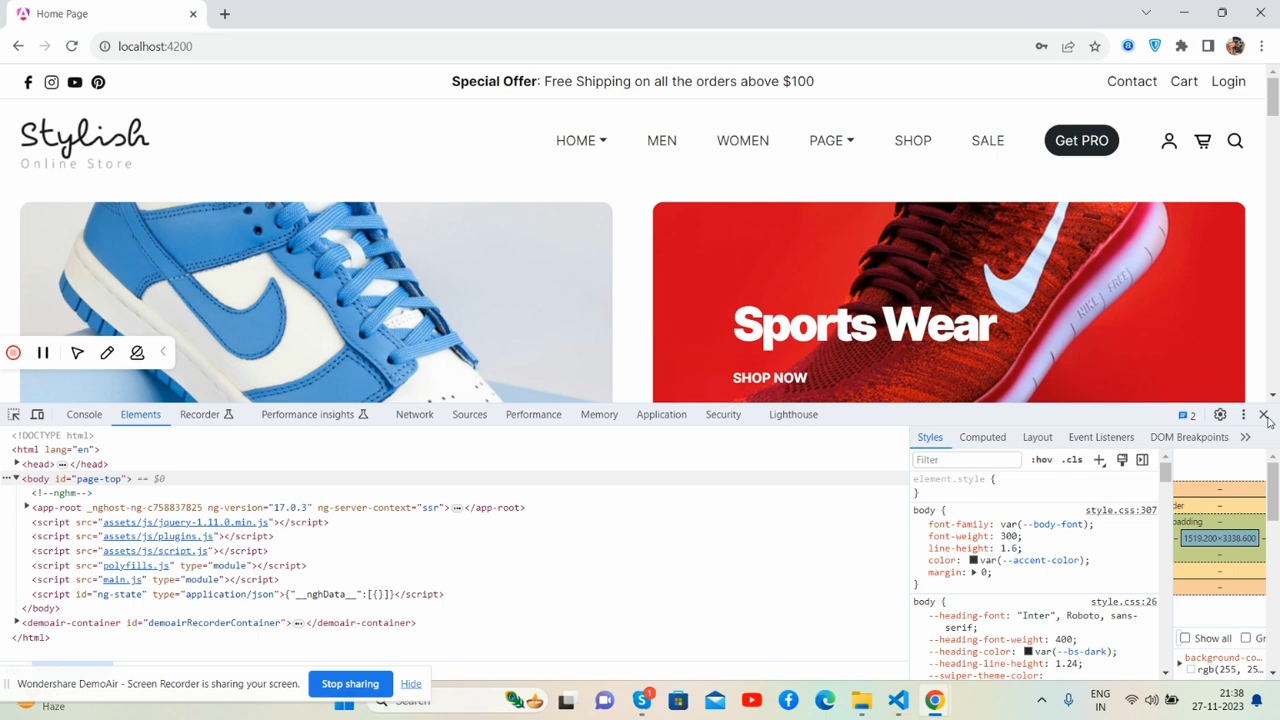 Home Page
localhost:4200
Special Offer: Free Shipping on all the orders above $100
Contact Cart Login
Stylish
Online Store
HOME MEN WOMEN PAGE SHOP SALE Get PRO
NIKE FREE
Sports Wear
SHOP NOW
Console Elements Recorder Performance insights Network Sources Performance Memory Application Security Lighthouse 2
<!DOCTYPE html>
<html lang="en">
<head> … </head>
<body id="page-top"> == $0
<!--nghm-->
<app-root _nghost-ng-c758837825 ng-version="17.0.3" ng-server-context="ssr"> … </app-root>
<script src="assets/js/jquery-1.11.0.min.js"></script>
<script src="assets/js/plugins.js"></script>
<script src="assets/js/script.js"></script>
<script src="polyfills.js" type="module"></script>
<script src="main.js" type="module"></script>
<script id="ng-state" type="application/json">{"__nghData__":[{}]}</script>
</body>
<demoair-container id="demoairRecorderContainer"> … </demoair-container>
</html>
Styles Computed Layout Event Listeners DOM Breakpoints
Filter :hov .cls
element.style {
}
body { style.css:307
font-family: var(--body-font);
font-weight: 300;
line-height: 1.6;
color: var(--accent-color);
margin: 0;
}
body { style.css:26
--heading-font: "Inter", Roboto, sans-
serif;
--heading-font-weight: 400;
--heading-color: var(--bs-dark);
--heading-line-height: 1.24;
--swiper-theme-color:
der
padding
1519.200×3338.600
Show all Gr
background-co…
rgb(255, 25
Wondershare DemoAir - Screen Recorder is sharing your screen. Stop sharing Hide
Haze
Search
1
ENG
IN
21:38
27-11-2023